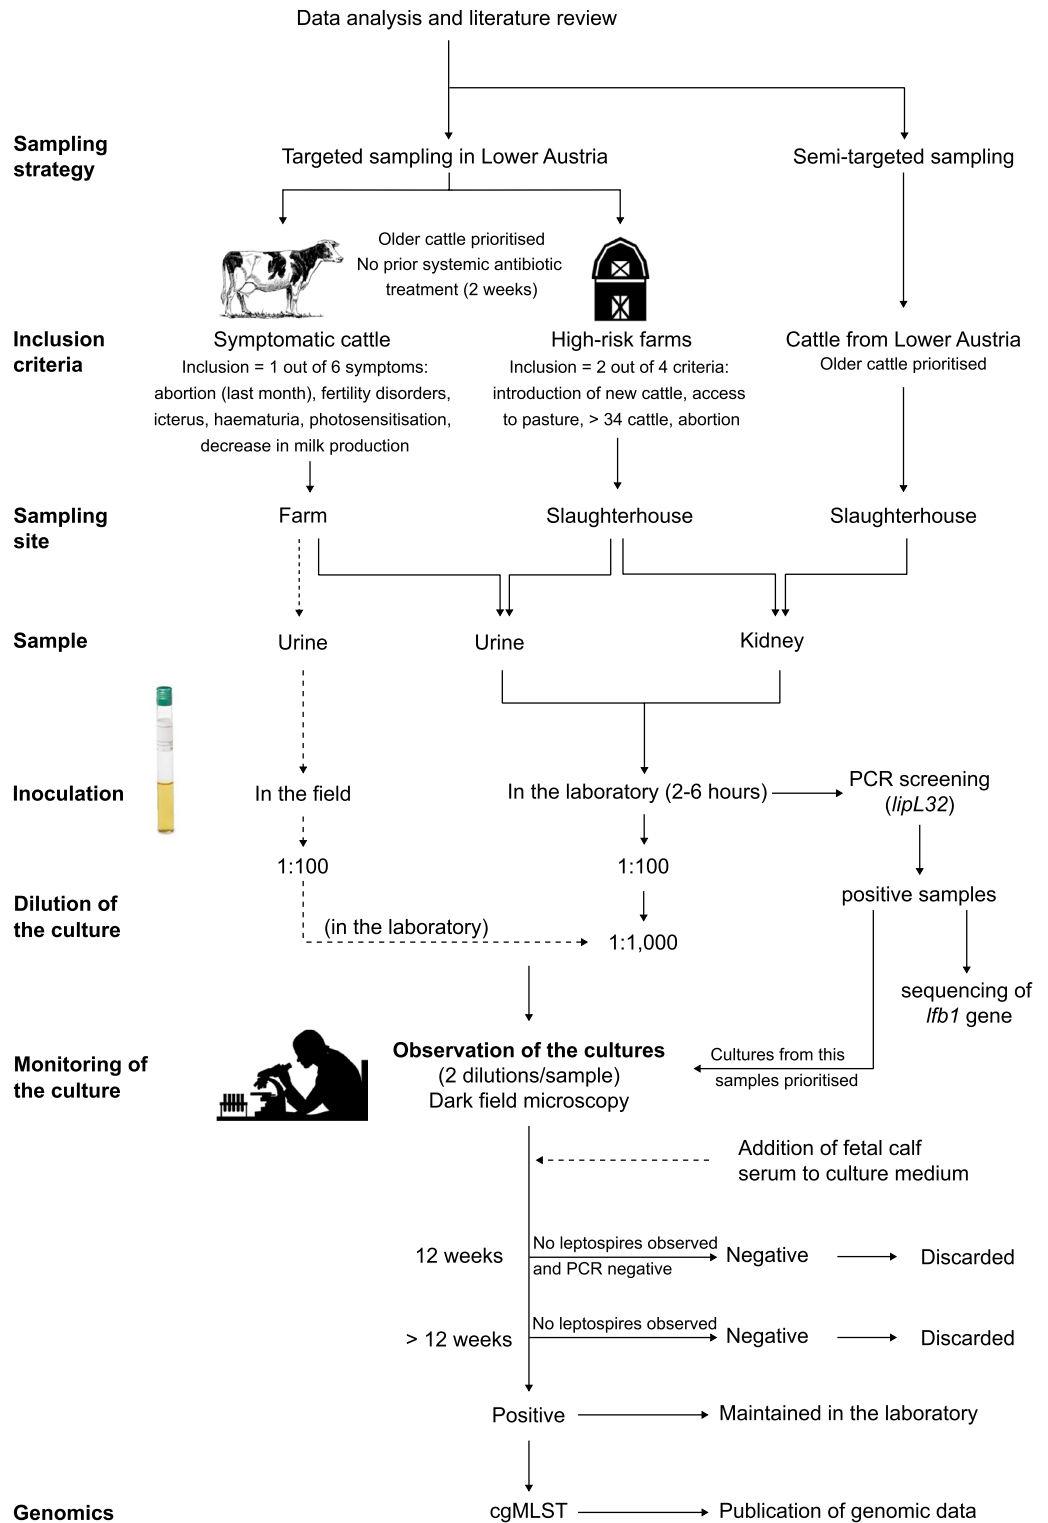 Data analysis and literature review
Sampling
strategy
Targeted sampling in Lower Austria
Semi-targeted sampling
Older cattle prioritised
No prior systemic antibiotic
treatment (2 weeks)
Inclusion
criteria
Symptomatic cattle
Inclusion = 1 out of 6 symptoms:
abortion (last month), fertility disorders,
icterus, haematuria, photosensitisation,
decrease in milk production
High-risk farms
Inclusion = 2 out of 4 criteria:
introduction of new cattle, access
to pasture, > 34 cattle, abortion
Cattle from Lower Austria
Older cattle prioritised
Sampling
site
Farm
Slaughterhouse
Slaughterhouse
Sample
Urine
Urine
Kidney
Inoculation
In the field
In the laboratory (2-6 hours)
PCR screening
(lipL32)
1:100
1:100
positive samples
Dilution of
the culture
(in the laboratory)
1:1,000
sequencing of
lfb1 gene
Monitoring of
the culture
Observation of the cultures
(2 dilutions/sample)
Dark field microscopy
Cultures from this
samples prioritised
Addition of fetal calf
serum to culture medium
12 weeks
No leptospires observed
and PCR negative
Negative
Discarded
> 12 weeks
No leptospires observed
Negative
Discarded
Positive
Maintained in the laboratory
Genomics
cgMLST
Publication of genomic data